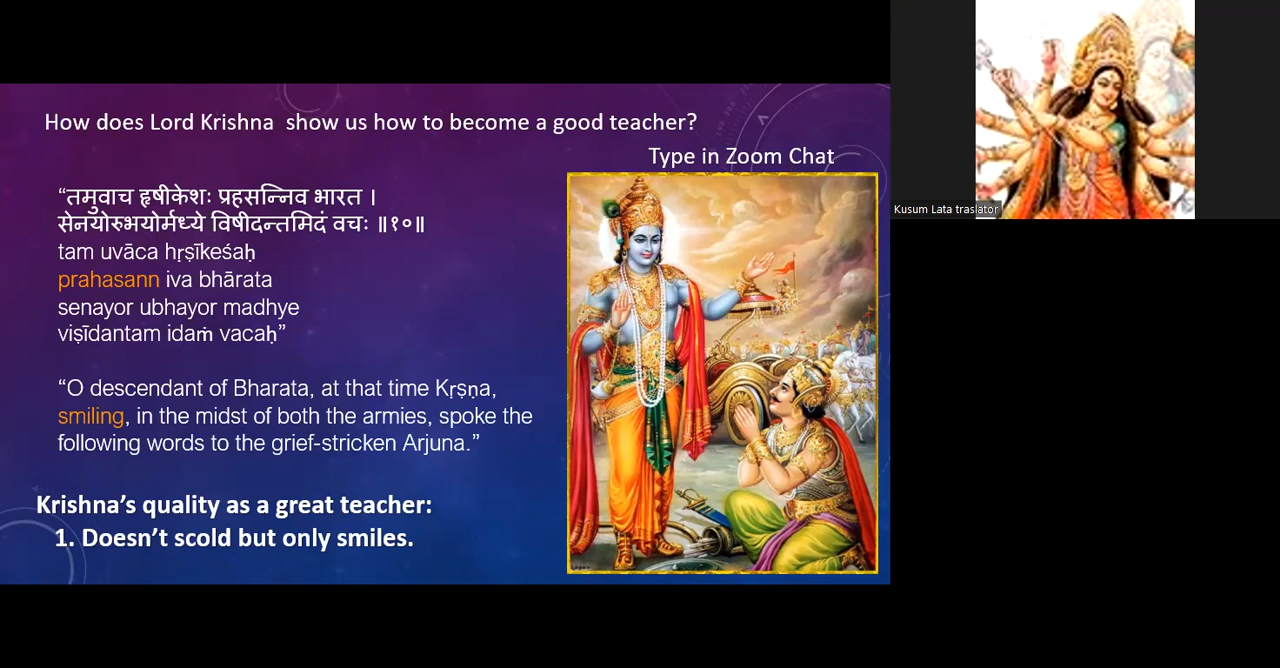 How does Lord Krishna  show us how to become a good teacher?
Type in Zoom Chat
“तमुवाच हृषीकेशः प्रहसन्निव भारत ।
सेनयोरुभयोर्मध्ये विषीदन्तमिदं वचः ॥१०॥
tam uvāca hṛṣīkeśaḥ
prahasann iva bhārata
senayor ubhayor madhye
viṣīdantam idaṁ vacaḥ”
“O descendant of Bharata, at that time Kṛṣṇa,
smiling, in the midst of both the armies, spoke the
following words to the grief-stricken Arjuna.”
Krishna’s quality as a great teacher:
1. Doesn’t scold but only smiles.
Kusum Lata traslator